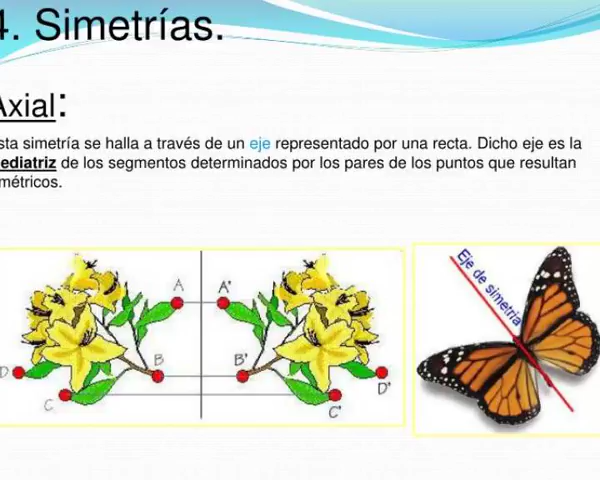 4. Simetrías.
Axial:
sta simetría se halla a través de un eje representado por una recta. Dicho eje es la
ediatriz de los segmentos determinados por los pares de los puntos que resultan
métricos.
A A'
Eje de simetría
B B'
D D'
C C'